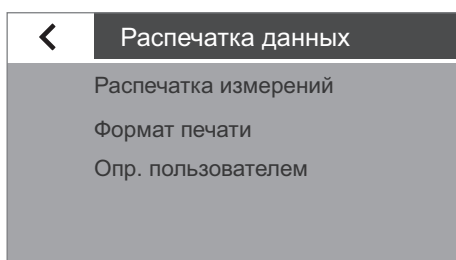 Распечатка данных
Распечатка измерений
Формат печати
Опр. пользователем